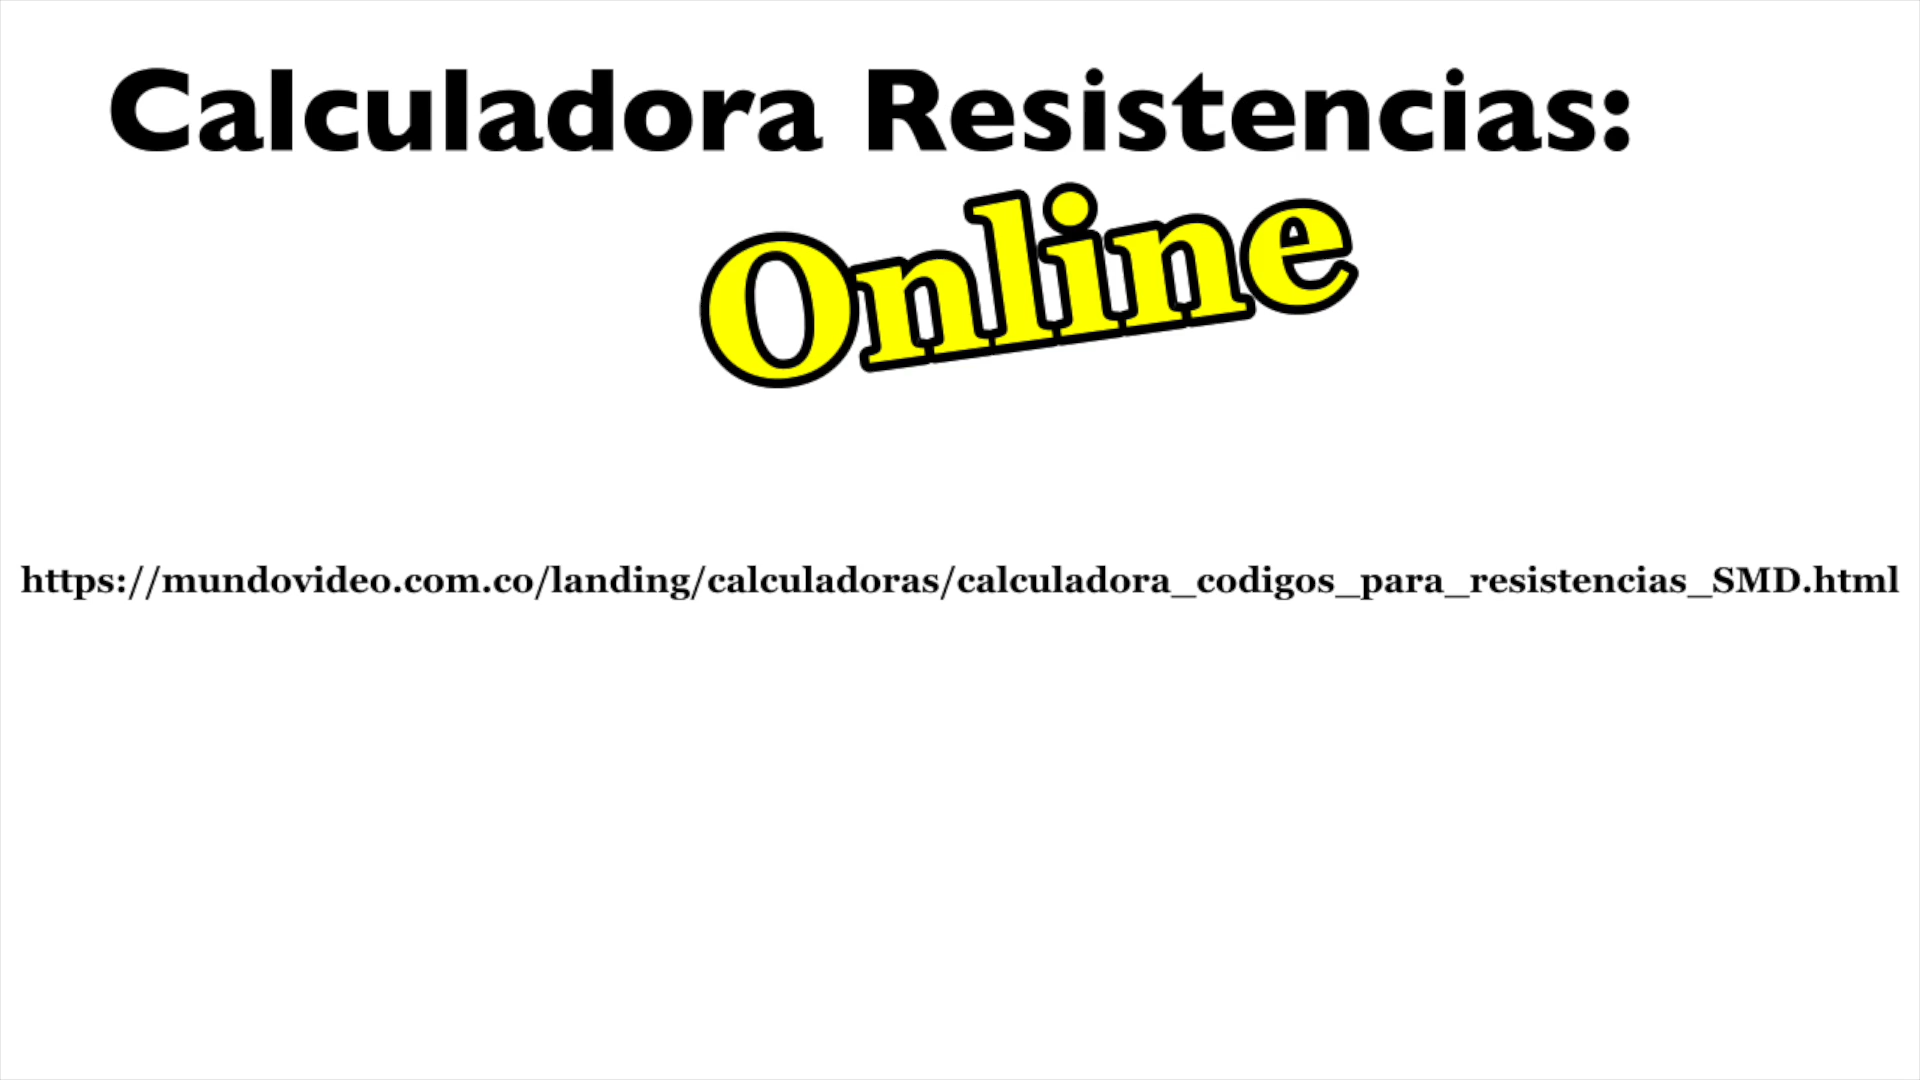 Calculadora Resistencias:
Online
https://mundovideo.com.co/landing/calculadoras/calculadora_codigos_para_resistencias_SMD.html